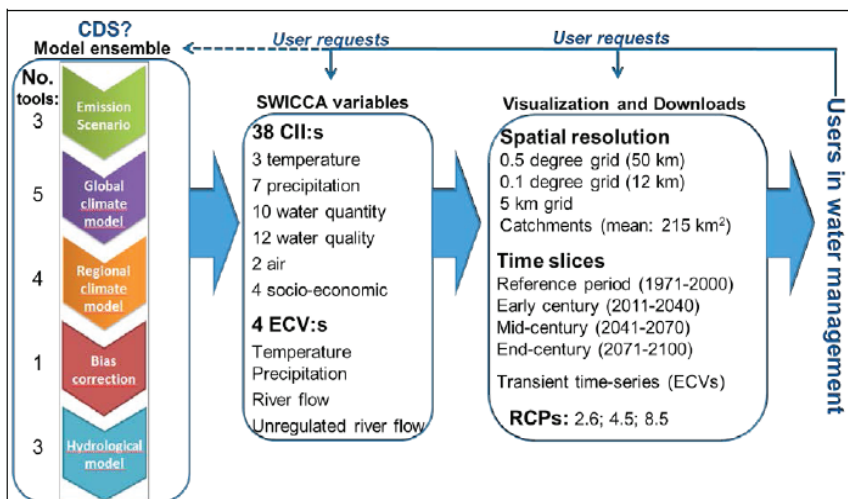 CDS?
Model ensemble
User requests
User requests
No.
tools:
3
Emission
Scenario
5
Global
climate
model
4
Regional
climate
model
1
Bias
correction
3
Hydrological
model
SWICCA variables
38 CII:s
3 temperature
7 precipitation
10 water quantity
12 water quality
2 air
4 socio-economic
4 ECV:s
Temperature
Precipitation
River flow
Unregulated river flow
Visualization and Downloads
Spatial resolution
0.5 degree grid (50 km)
0.1 degree grid (12 km)
5 km grid
Catchments (mean: 215 km²)
Time slices
Reference period (1971-2000)
Early century (2011-2040)
Mid-century (2041-2070)
End-century (2071-2100)
Transient time-series (ECVs)
RCPs: 2.6; 4.5; 8.5
Users in water management